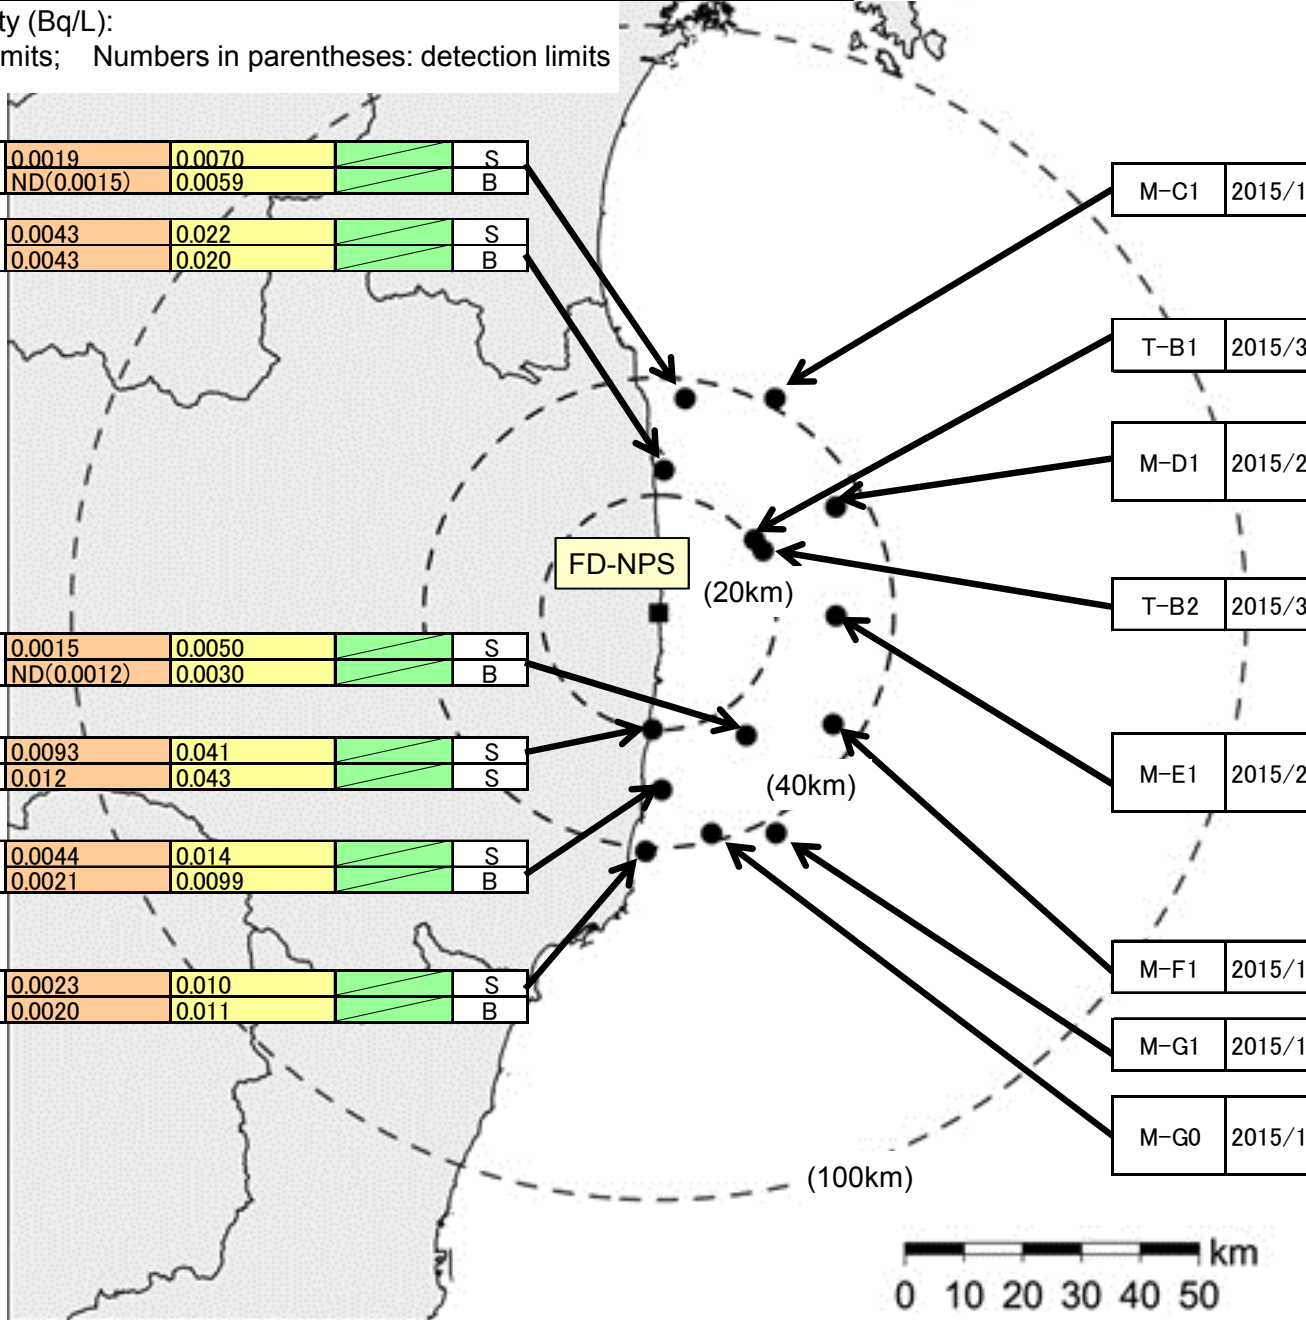 ty (Bq/L):
mits; Numbers in parentheses: detection limits
0.0019 0.0070 S
ND(0.0015) 0.0059 B
0.0043 0.022 S
0.0043 0.020 B
M-C1 2015/1
T-B1 2015/3
M-D1 2015/2
FD-NPS
(20km)
T-B2 2015/3
0.0015 0.0050 S
ND(0.0012) 0.0030 B
0.0093 0.041 S
0.012 0.043 S
(40km)
M-E1 2015/2
0.0044 0.014 S
0.0021 0.0099 B
0.0023 0.010 S
0.0020 0.011 B
M-F1 2015/1
M-G1 2015/1
M-G0 2015/1
(100km)
km
0 10 20 30 40 50